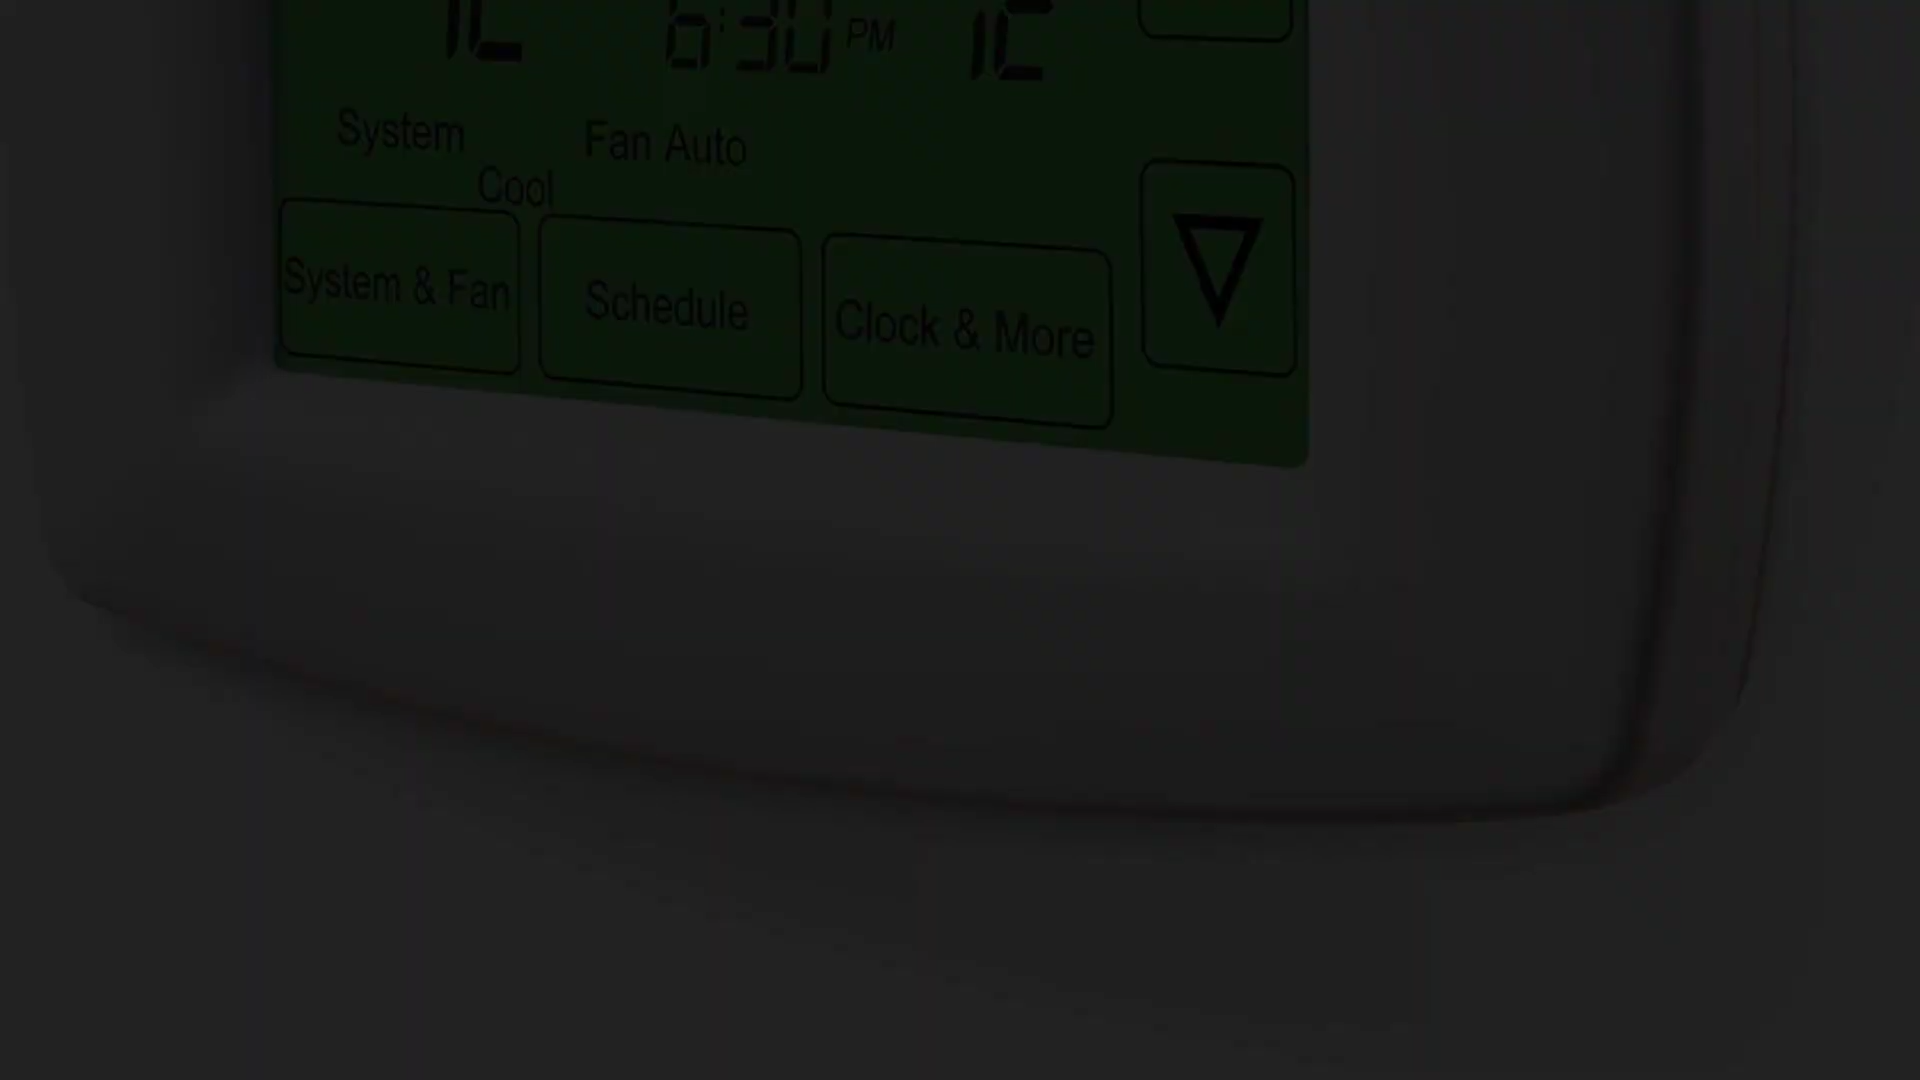 6:30 PM
System
Fan Auto
Cool
System & Fan
Schedule
Clock & More